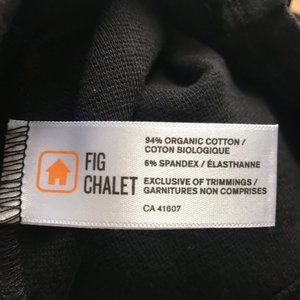 FIG
CHALET
94% ORGANIC COTTON /
COTON BIOLOGIQUE
6% SPANDEX / ÉLASTHANNE
EXCLUSIVE OF TRIMMINGS /
GARNITURES NON COMPRISES
CA 41607